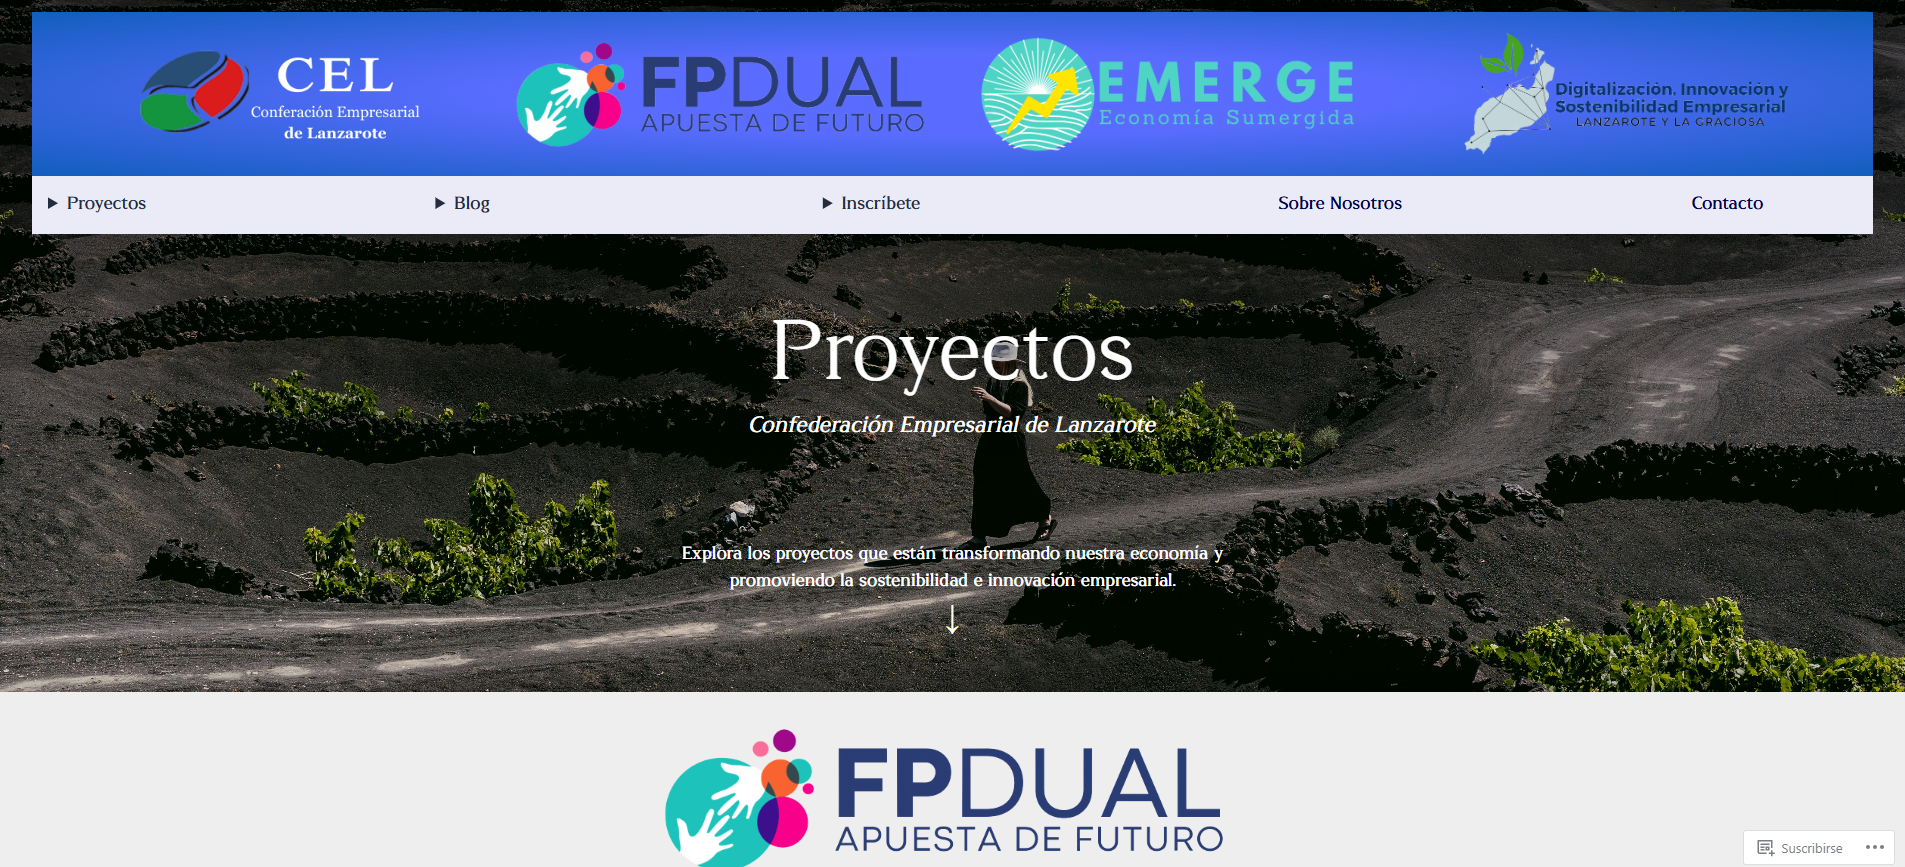 CEL
Conferación Empresarial
de Lanzarote
FPDUAL
APUESTA DE FUTURO
EMERGE
Economía Sumergida
Digitalización. Innovación y
Sostenibilidad Empresarial
LANZAROTE Y LA GRACIOSA
Proyectos
Blog
Inscríbete
Sobre Nosotros
Contacto
Proyectos
Confederación Empresarial de Lanzarote
Explora los proyectos que están transformando nuestra economía y
promoviendo la sostenibilidad e innovación empresarial.
↓
FPDUAL
APUESTA DE FUTURO
Suscribirse